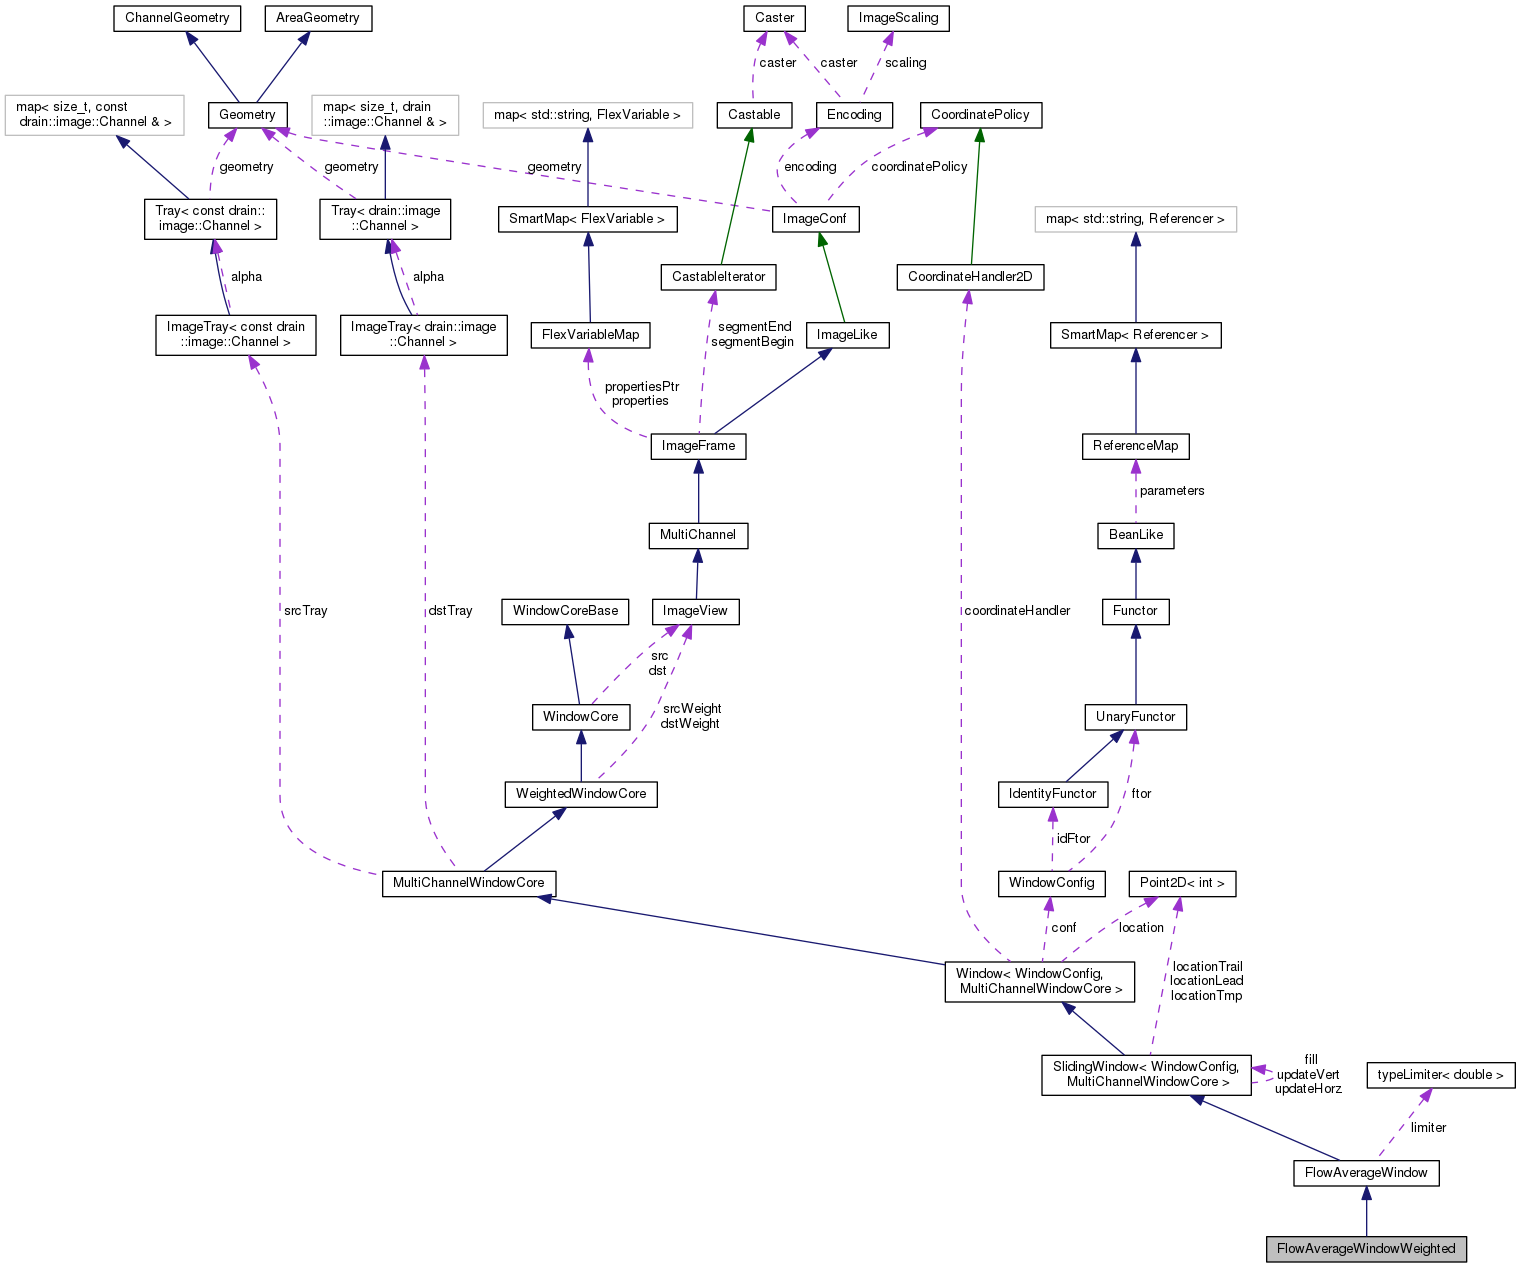 ChannelGeometry
AreaGeometry
Caster
ImageScaling
caster
caster
scaling
map< size_t, const
drain::image::Channel & >
Geometry
map< size_t, drain
::image::Channel & >
map< std::string, FlexVariable >
Castable
Encoding
CoordinatePolicy
geometry
geometry
geometry
encoding
coordinatePolicy
Tray< const drain::
image::Channel >
Tray< drain::image
::Channel >
SmartMap< FlexVariable >
ImageConf
map< std::string, Referencer >
alpha
alpha
CastableIterator
CoordinateHandler2D
ImageTray< const drain
::image::Channel >
ImageTray< drain::image
::Channel >
FlexVariableMap
segmentEnd
segmentBegin
ImageLike
SmartMap< Referencer >
propertiesPtr
properties
ImageFrame
ReferenceMap
parameters
MultiChannel
BeanLike
srcTray
dstTray
WindowCoreBase
ImageView
coordinateHandler
Functor
src
dst
WindowCore
srcWeight
dstWeight
UnaryFunctor
WeightedWindowCore
IdentityFunctor
ftor
idFtor
MultiChannelWindowCore
WindowConfig
Point2D< int >
conf
location
Window< WindowConfig,
MultiChannelWindowCore >
locationTrail
locationLead
locationTmp
SlidingWindow< WindowConfig,
MultiChannelWindowCore >
fill
updateVert
updateHorz
typeLimiter< double >
limiter
FlowAverageWindow
FlowAverageWindowWeighted